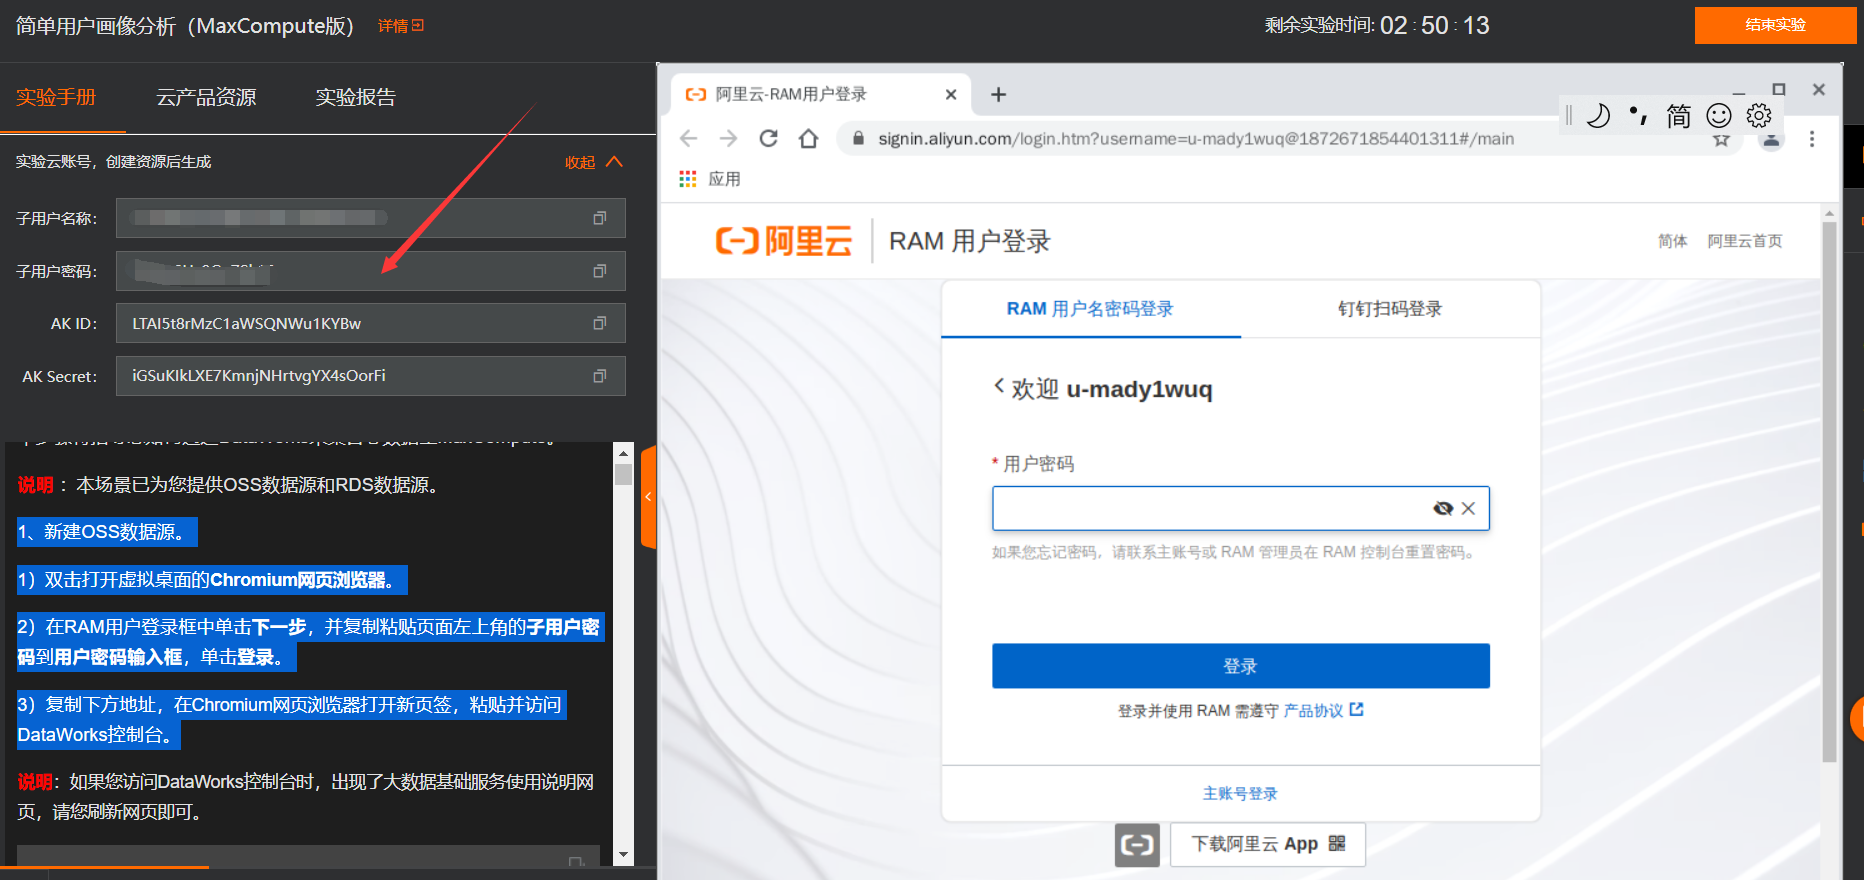 简单用户画像分析（MaxCompute版）
详情
剩余实验时间: 02 : 50 : 13
结束实验
实验手册
云产品资源
实验报告
实验云账号，创建资源后生成
收起
子用户名称:
子用户密码:
AK ID:
LTAI5t8rMzC1aWSQNWu1KYBw
AK Secret:
iGSuKIkLXE7KmnjNHrtvgYX4sOorFi
说明：本场景已为您提供OSS数据源和RDS数据源。
1、新建OSS数据源。
1）双击打开虚拟桌面的Chromium网页浏览器。
2）在RAM用户登录框中单击下一步，并复制粘贴页面左上角的子用户密
码到用户密码输入框，单击登录。
3）复制下方地址，在Chromium网页浏览器打开新页签，粘贴并访问
DataWorks控制台。
说明：如果您访问DataWorks控制台时，出现了大数据基础服务使用说明网
页，请您刷新网页即可。
阿里云-RAM用户登录
简
signin.aliyun.com/login.htm?username=u-mady1wuq@1872671854401311#/main
应用
阿里云
RAM 用户登录
简体
阿里云首页
RAM 用户名密码登录
钉钉扫码登录
欢迎 u-mady1wuq
* 用户密码
如果您忘记密码，请联系主账号或 RAM 管理员在 RAM 控制台重置密码。
登录
登录并使用 RAM 需遵守 产品协议
主账号登录
下载阿里云 App